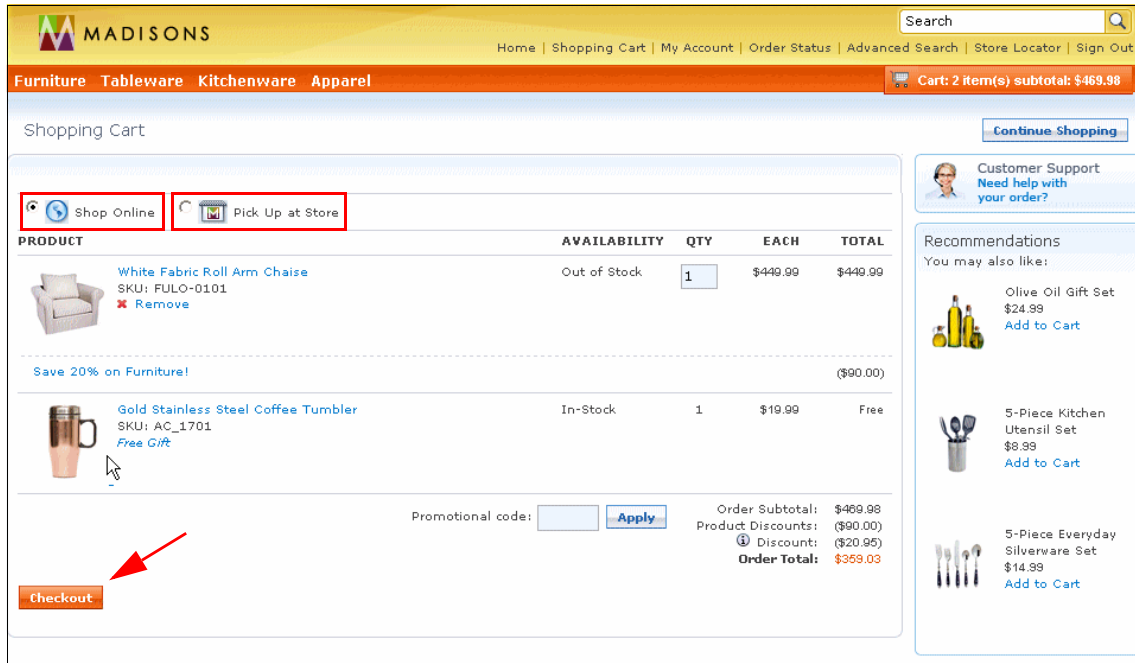 MADISONS
Search
Home | Shopping Cart | My Account | Order Status | Advanced Search | Store Locator | Sign Out
Furniture Tableware Kitchenware Apparel
Cart: 2 item(s) subtotal: $469.98
Shopping Cart
Continue Shopping
Customer Support
Need help with
your order?
Shop Online
Pick Up at Store
PRODUCT AVAILABILITY QTY EACH TOTAL
White Fabric Roll Arm Chaise Out of Stock 1 $449.99 $449.99
SKU: FULO-0101
Remove
Save 20% on Furniture! ($90.00)
Gold Stainless Steel Coffee Tumbler In-Stock 1 $19.99 Free
SKU: AC_1701
Free Gift
Promotional code: Apply
Order Subtotal: $469.98
Product Discounts: ($90.00)
Discount: ($20.95)
Order Total: $359.03
Checkout
Recommendations
You may also like:
Olive Oil Gift Set
$24.99
Add to Cart
5-Piece Kitchen
Utensil Set
$8.99
Add to Cart
5-Piece Everyday
Silverware Set
$14.99
Add to Cart